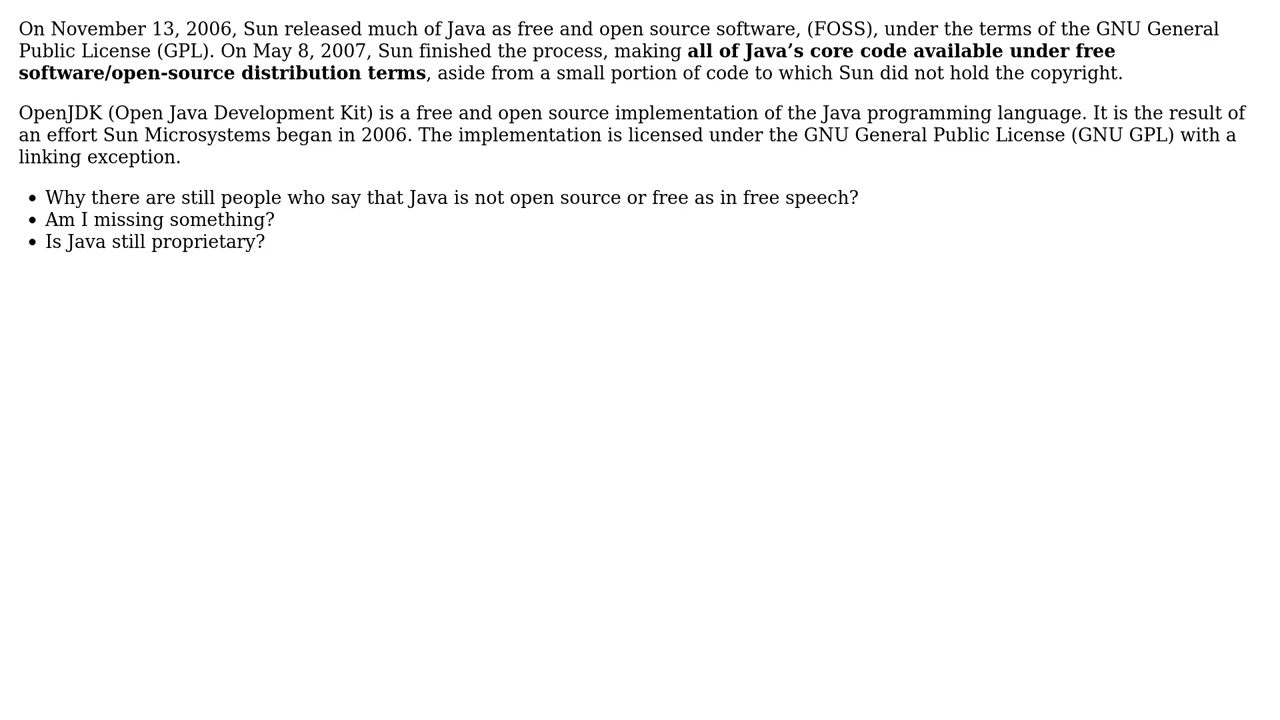 On November 13, 2006, Sun released much of Java as free and open source software, (FOSS), under the terms of the GNU General
Public License (GPL). On May 8, 2007, Sun finished the process, making all of Java’s core code available under free
software/open-source distribution terms, aside from a small portion of code to which Sun did not hold the copyright.
OpenJDK (Open Java Development Kit) is a free and open source implementation of the Java programming language. It is the result of
an effort Sun Microsystems began in 2006. The implementation is licensed under the GNU General Public License (GNU GPL) with a
linking exception.
• Why there are still people who say that Java is not open source or free as in free speech?
• Am I missing something?
• Is Java still proprietary?